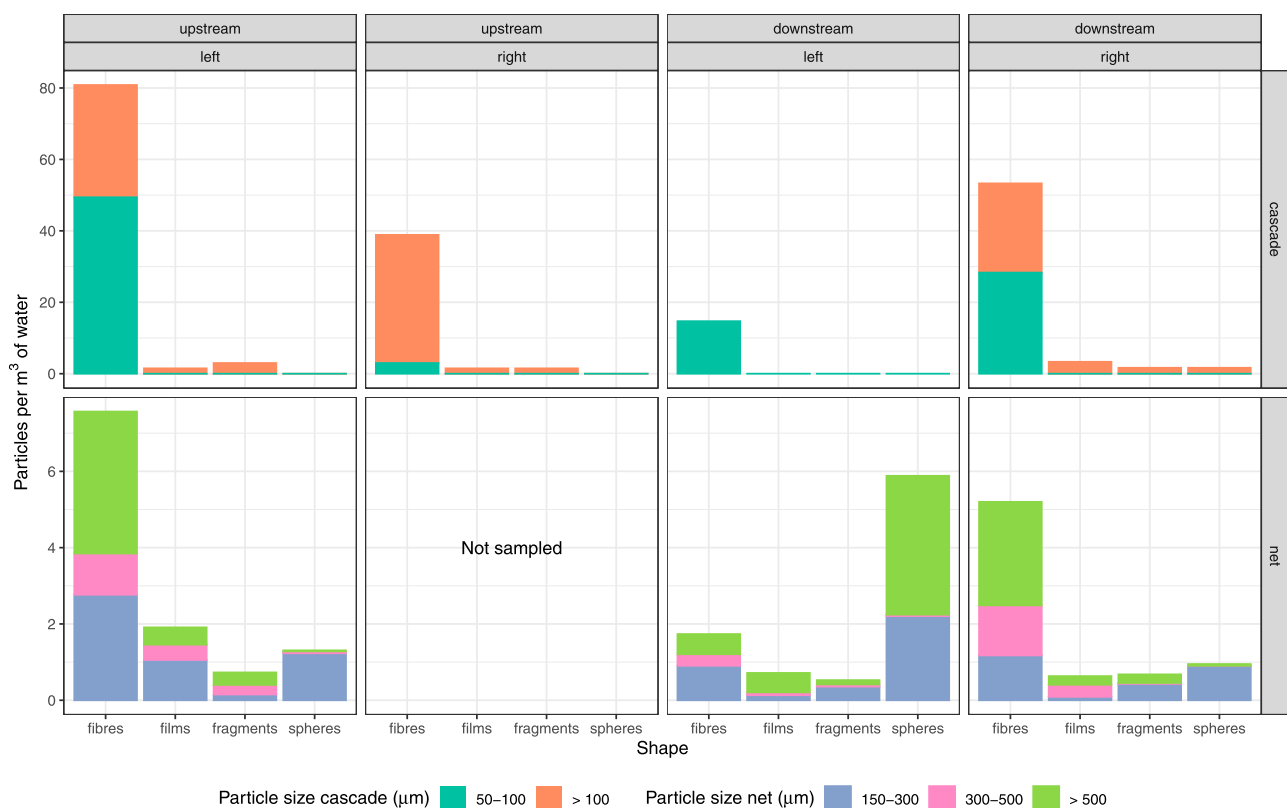 upstream upstream downstream downstream
left right left right
80
60
40
20
0
cascade
Particles per m³ of water
6
4
2
0
Not sampled
net
fibres films fragments spheres fibres films fragments spheres fibres films fragments spheres fibres films fragments spheres
Shape
Particle size cascade (μm) 50−100 > 100 Particle size net (μm) 150−300 300−500 > 500